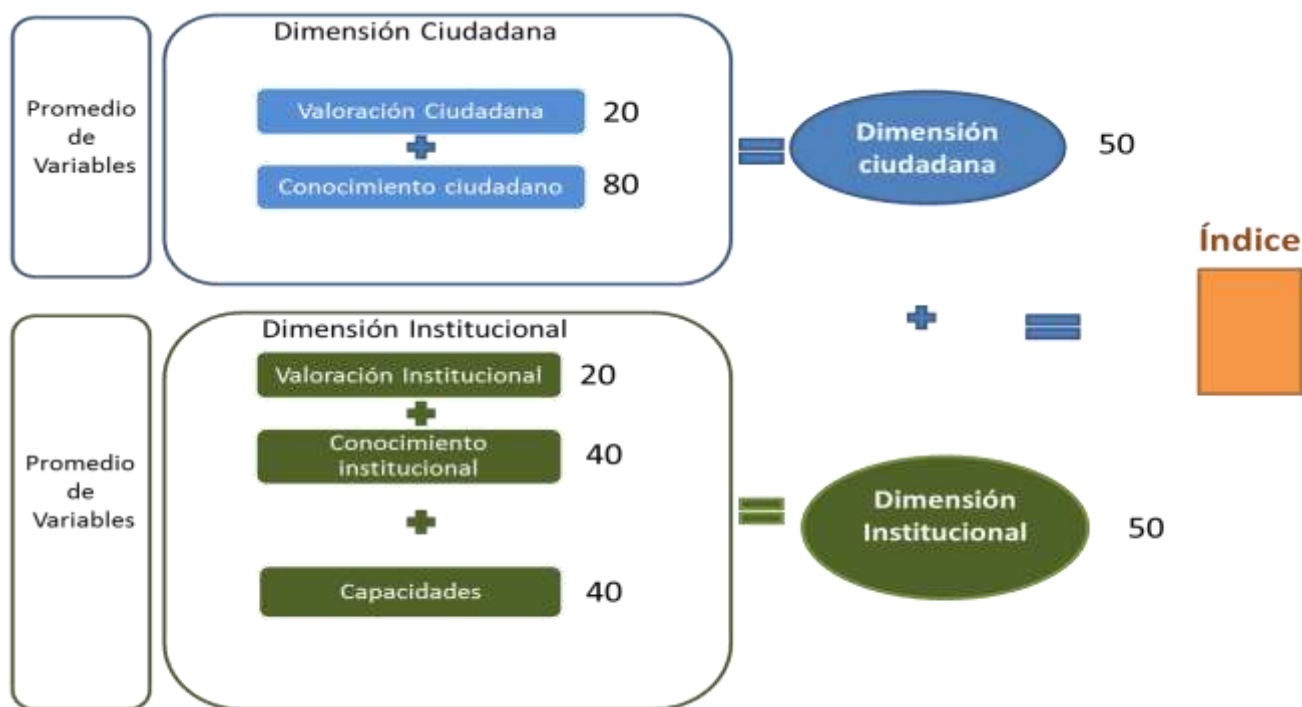 Dimensión Ciudadana
Promedio
de
Variables
Valoración Ciudadana
20
Conocimiento ciudadano
80
Dimensión
ciudadana
50
Índice
Dimensión Institucional
Promedio
de
Variables
Valoración Institucional
20
Conocimiento
institucional
40
Capacidades
40
Dimensión
Institucional
50